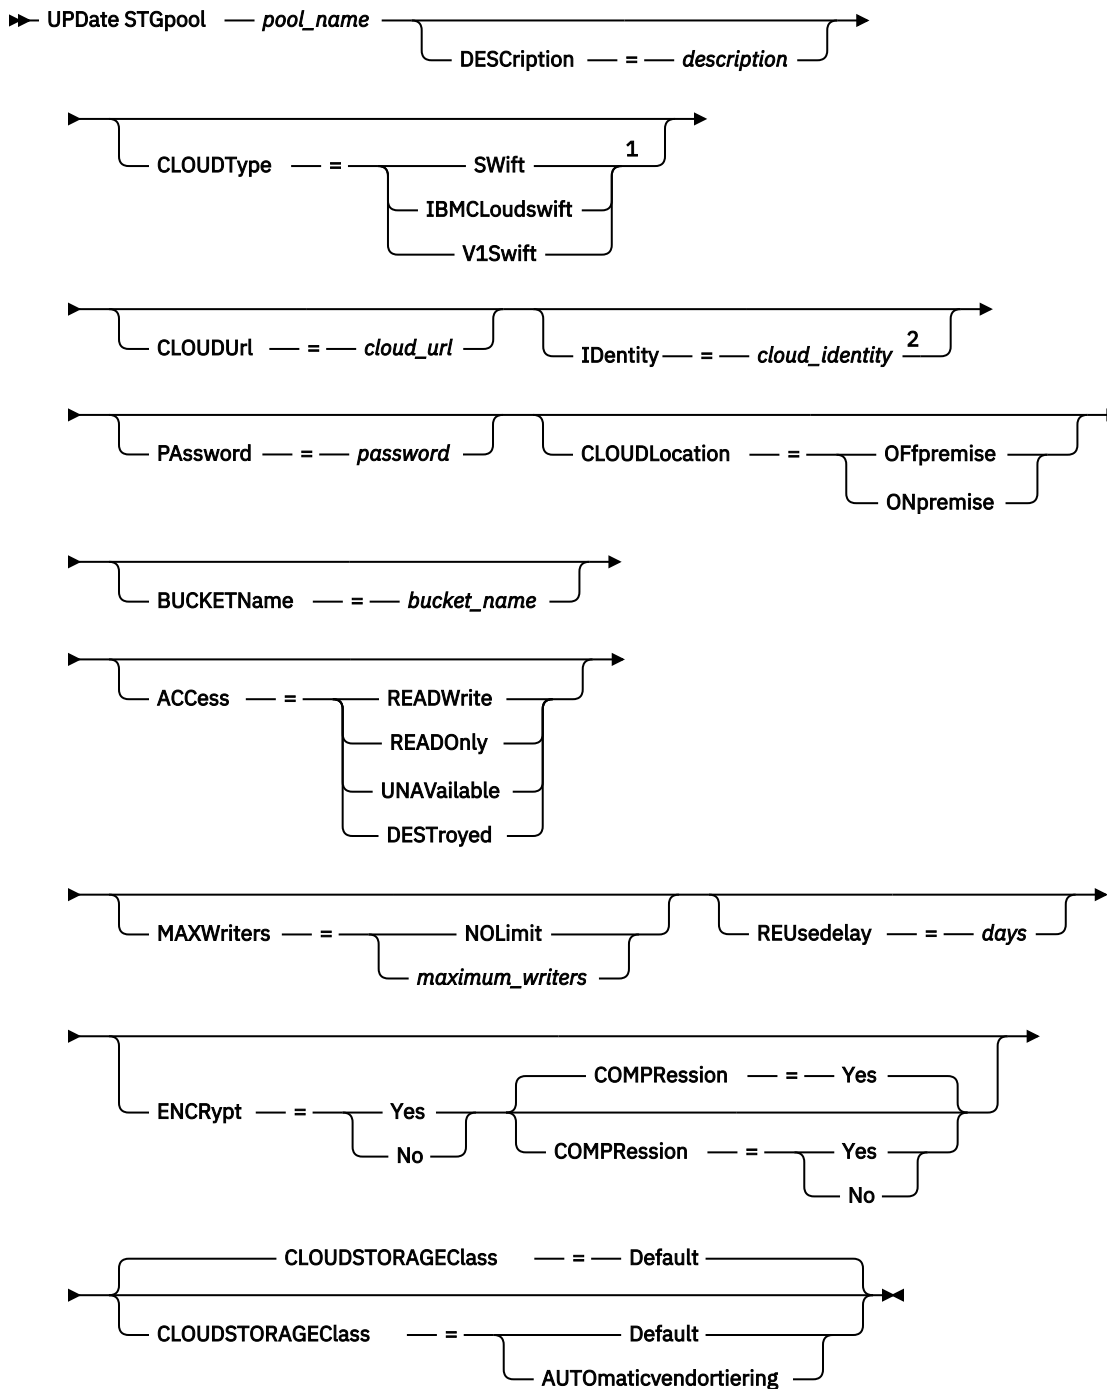 UPDate STGpool pool_name
DESCription = description
CLOUDType = SWift 1
IBMCLoudswift
V1Swift
CLOUDUrl = cloud_url IDentity = cloud_identity 2
PAssword = password CLOUDLocation = OFfpremise
ONpremise
BUCKETName = bucket_name
ACCess = READWrite
READOnly
UNAVailable
DESTroyed
MAXWriters = NOLimit REUsedelay = days
maximum_writers
COMPRession = Yes
ENCRypt = Yes
No COMPRession = Yes
No
CLOUDSTORAGEClass = Default
CLOUDSTORAGEClass = Default
AUTOmaticvendortiering